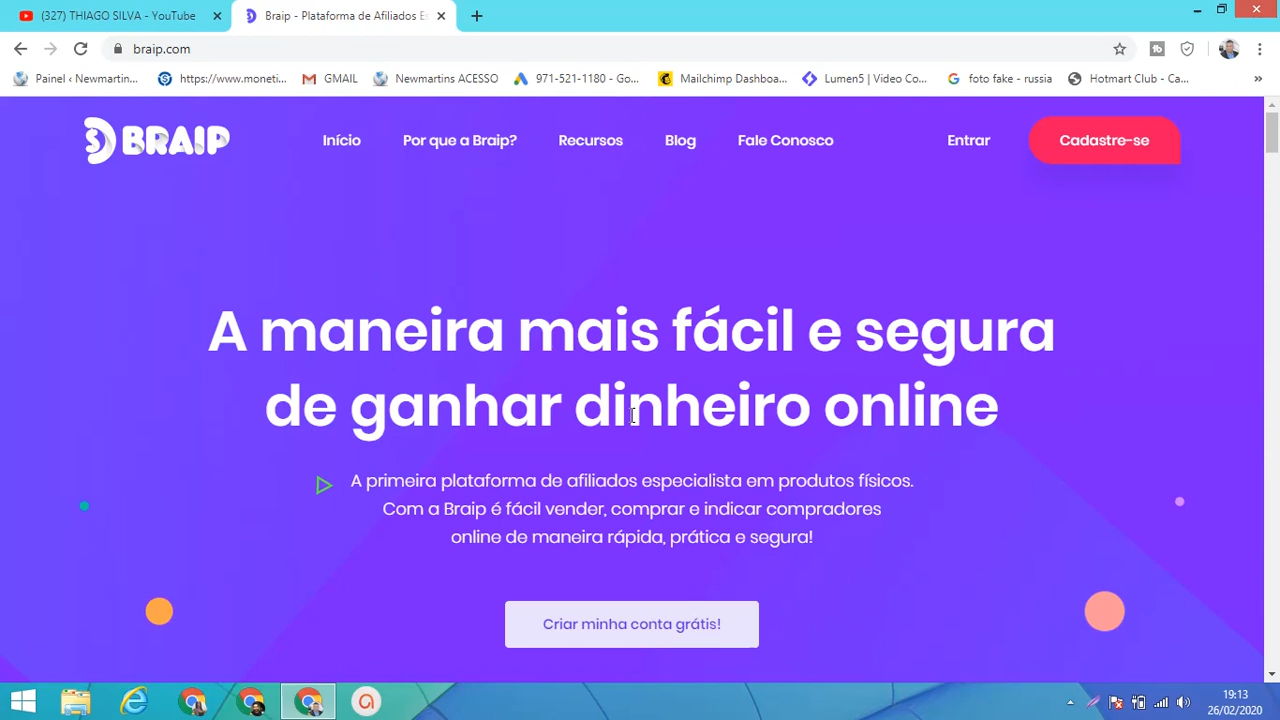 (327) THIAGO SILVA - YouTube
Braip - Plataforma de Afiliados Es
braip.com
Painel ‹ Newmartin...
https://www.moneti...
GMAIL
Newmartins ACESSO
971-521-1180 - Go...
Mailchimp Dashboa...
Lumen5 | Video Co...
foto fake - russia
Hotmart Club - Ca...
BRAIP
Início
Por que a Braip?
Recursos
Blog
Fale Conosco
Entrar
Cadastre-se
A maneira mais fácil e segura
de ganhar dinheiro online
A primeira plataforma de afiliados especialista em produtos físicos.
Com a Braip é fácil vender, comprar e indicar compradores
online de maneira rápida, prática e segura!
Criar minha conta grátis!
19:13
26/02/2020